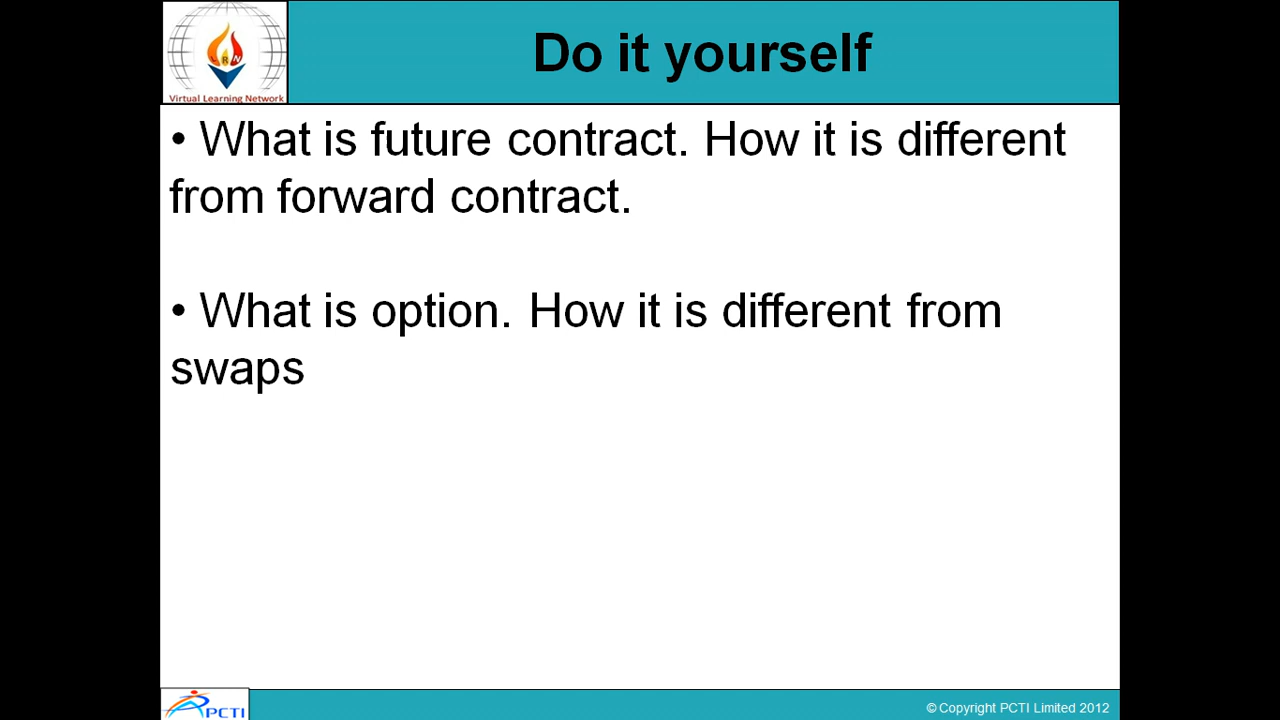 Do it yourself
Virtual Learning Network
• What is future contract. How it is different
from forward contract.
• What is option. How it is different from
swaps
PCTI
© Copyright PCTI Limited 2012